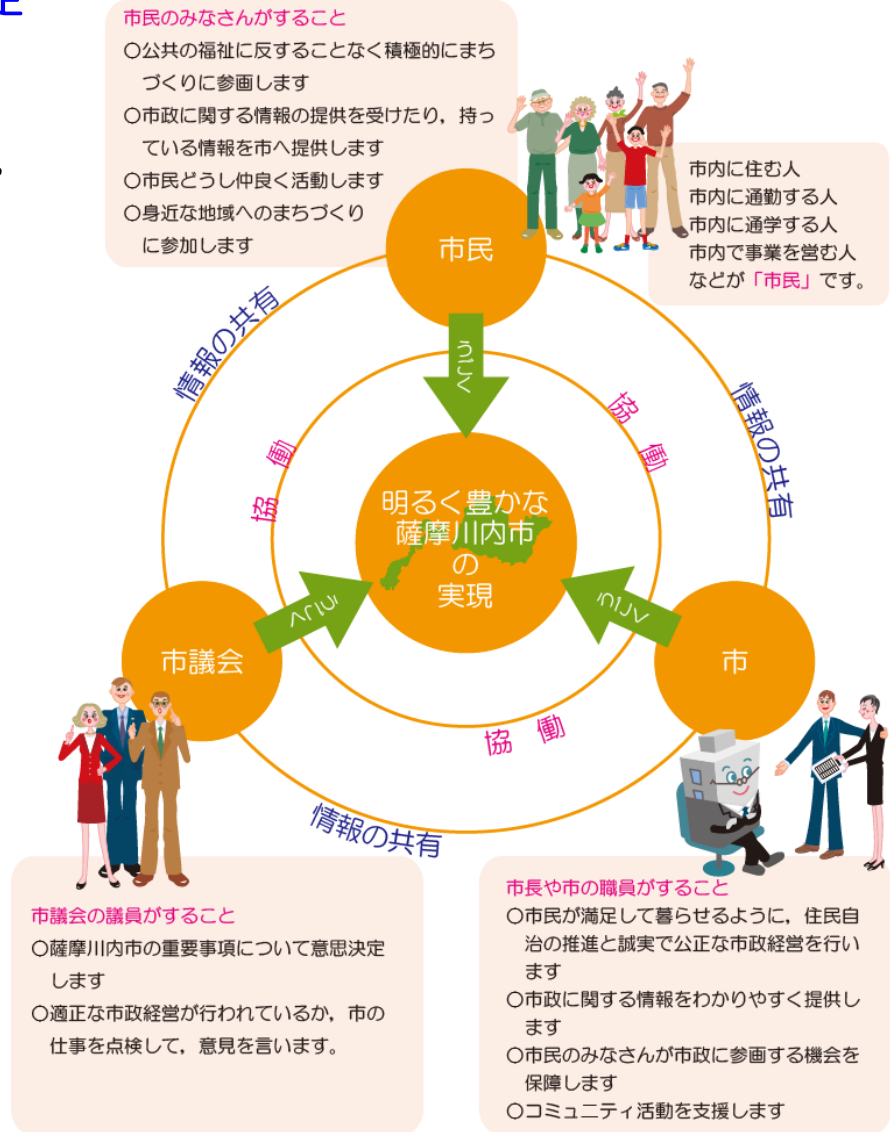 市民のみなさんがすること
○公共の福祉に反することなく積極的にまち
づくりに参画します
○市政に関する情報の提供を受けたり，持っ
ている情報を市へ提供します
○市民どうし仲良く活動します
○身近な地域へのまちづくり
に参加します
市内に住む人
市内に通勤する人
市内に通学する人
市内で事業を営む人
などが「市民」です。
市民
情報の共有
うごく
情報の共有
協働
協働
明るく豊かな
薩摩川内市
の
実現
うごく
うごく
市議会
市
協働
情報の共有
市議会の議員がすること
○薩摩川内市の重要事項について意思決定
します
○適正な市政経営が行われているか，市の
仕事を点検して，意見を言います。
市長や市の職員がすること
○市民が満足して暮らせるように，住民自
治の推進と誠実で公正な市政経営を行い
ます
○市政に関する情報をわかりやすく提供し
ます
○市民のみなさんが市政に参画する機会を
保障します
○コミュニティ活動を支援します